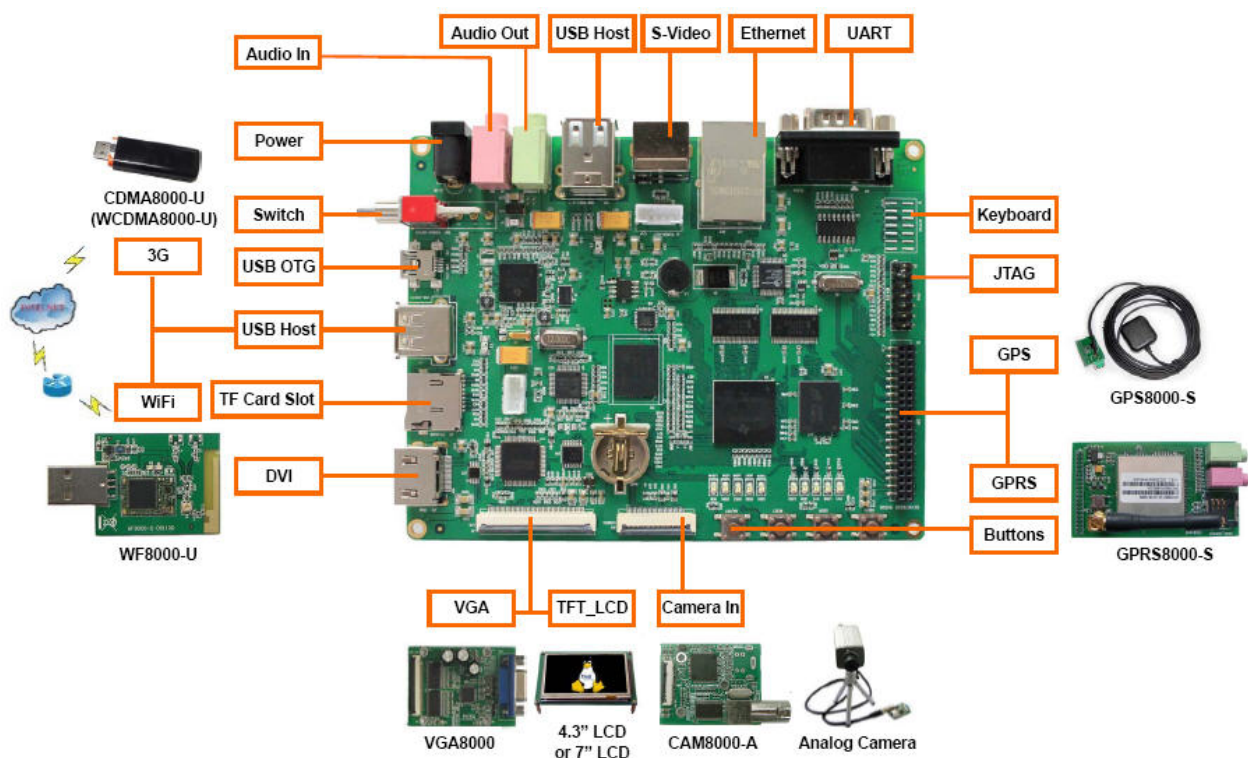 Audio In
Audio Out
USB Host
S-Video
Ethernet
UART
Power
CDMA8000-U
(WCDMA8000-U)
Switch
Keyboard
3G
USB OTG
JTAG
USB Host
GPS
WiFi
TF Card Slot
GPS8000-S
DVI
GPRS
WF8000-U
Buttons
GPRS8000-S
VGA
TFT_LCD
Camera In
VGA8000
4.3” LCD
or 7” LCD
CAM8000-A
Analog Camera